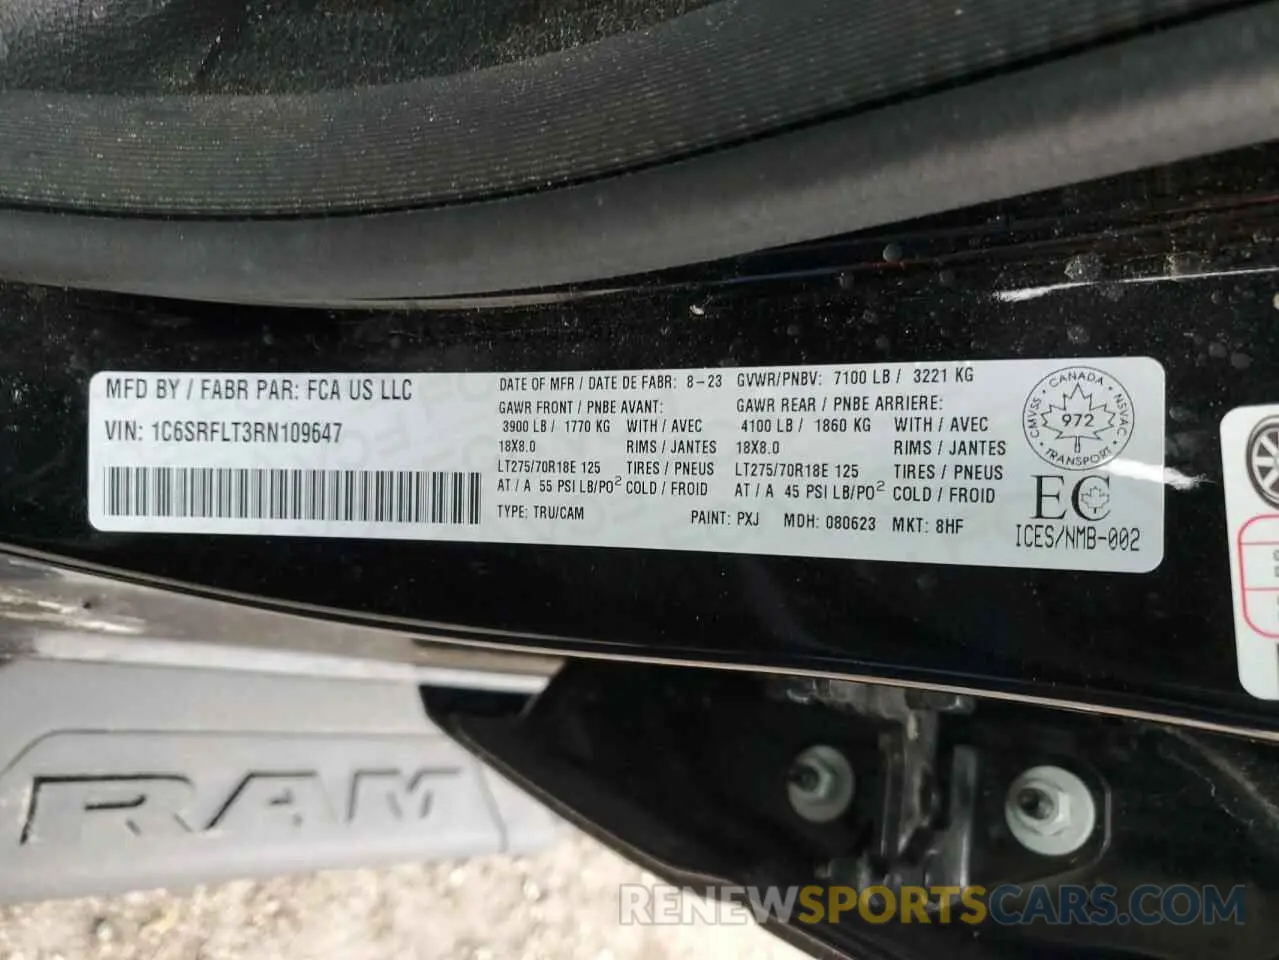 MFD BY / FABR PAR: FCA US LLC
VIN: 1C6SRFLT3RN109647
DATE OF MFR / DATE DE FABR: 8-23
GVWR/PNBV: 7100 LB / 3221 KG
GAWR FRONT / PNBE AVANT:
3900 LB / 1770 KG WITH / AVEC
18X8.0 RIMS / JANTES
LT275/70R18E 125 TIRES / PNEUS
AT / A 55 PSI LB/PO² COLD / FROID
GAWR REAR / PNBE ARRIERE:
4100 LB / 1860 KG WITH / AVEC
18X8.0 RIMS / JANTES
LT275/70R18E 125 TIRES / PNEUS
AT / A 45 PSI LB/PO² COLD / FROID
TYPE: TRU/CAM PAINT: PXJ MDH: 080623 MKT: 8HF
CANADA
CMVSS
972
NSVAC
TRANSPORT
EC
ICES/NMB-002
RAM
RENEWSPORTSCARS.COM